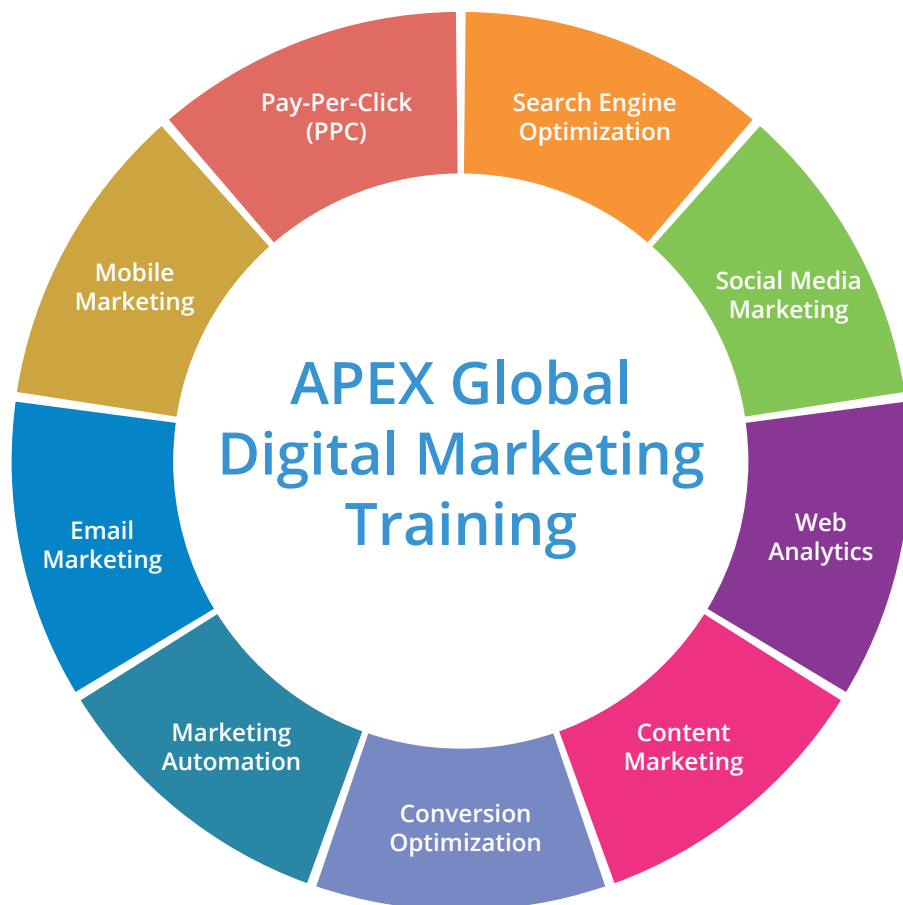 APEX Global
Digital Marketing
Training
Search Engine
Optimization
Social Media
Marketing
Web
Analytics
Content
Marketing
Conversion
Optimization
Marketing
Automation
Email
Marketing
Mobile
Marketing
Pay-Per-Click
(PPC)